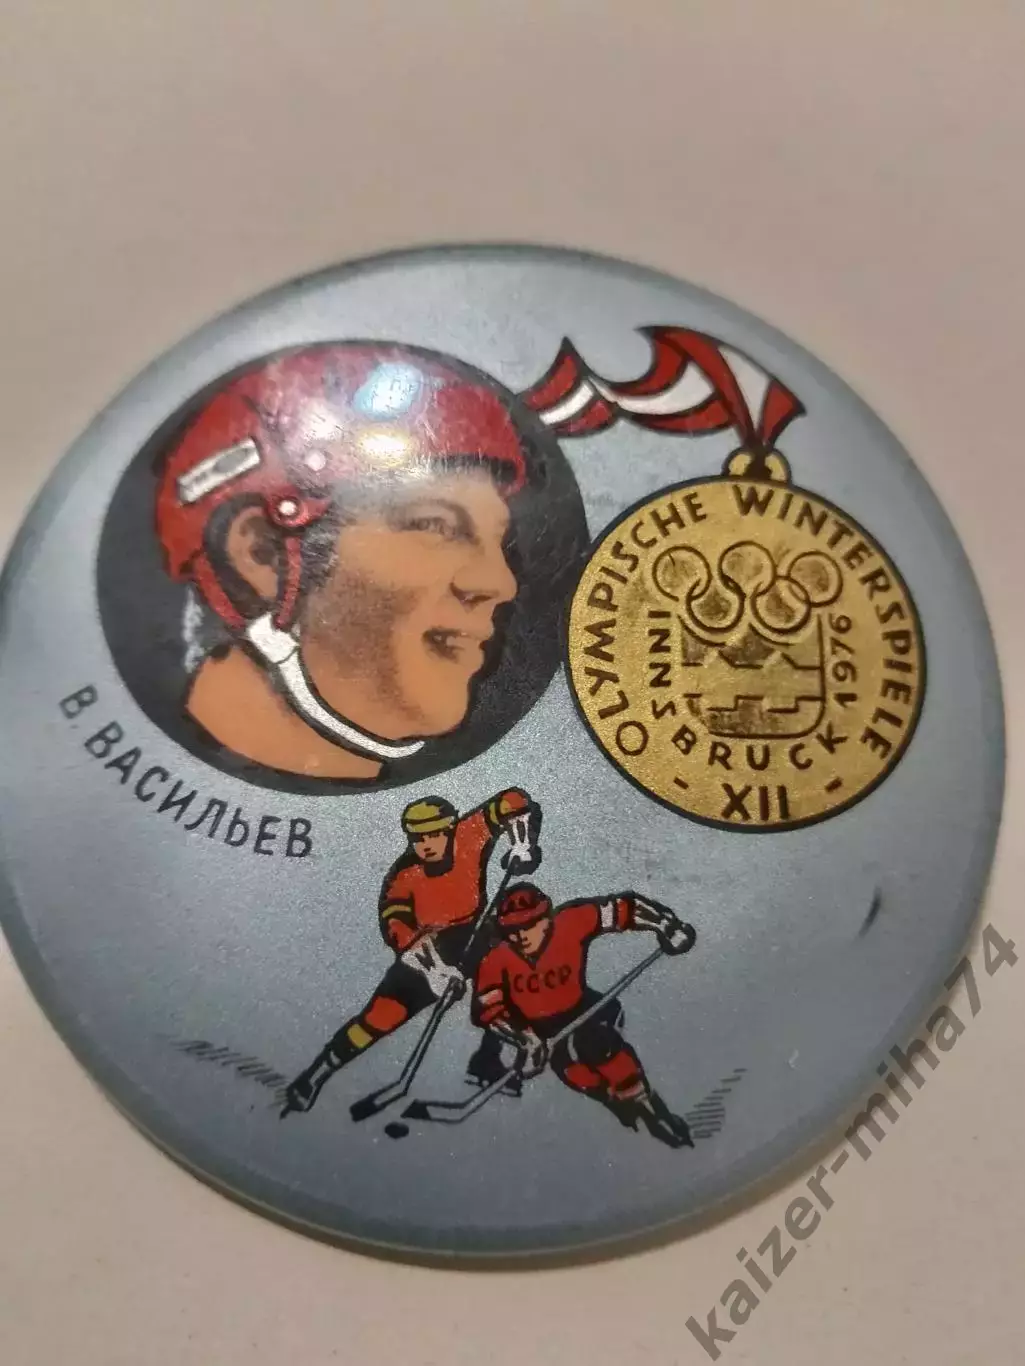 В. ВАСИЛЬЕВ
OLYMPISCHE WINTERSPIELE
INNSBRUCK 1976
- XII -
СССР
kaizer-miha74